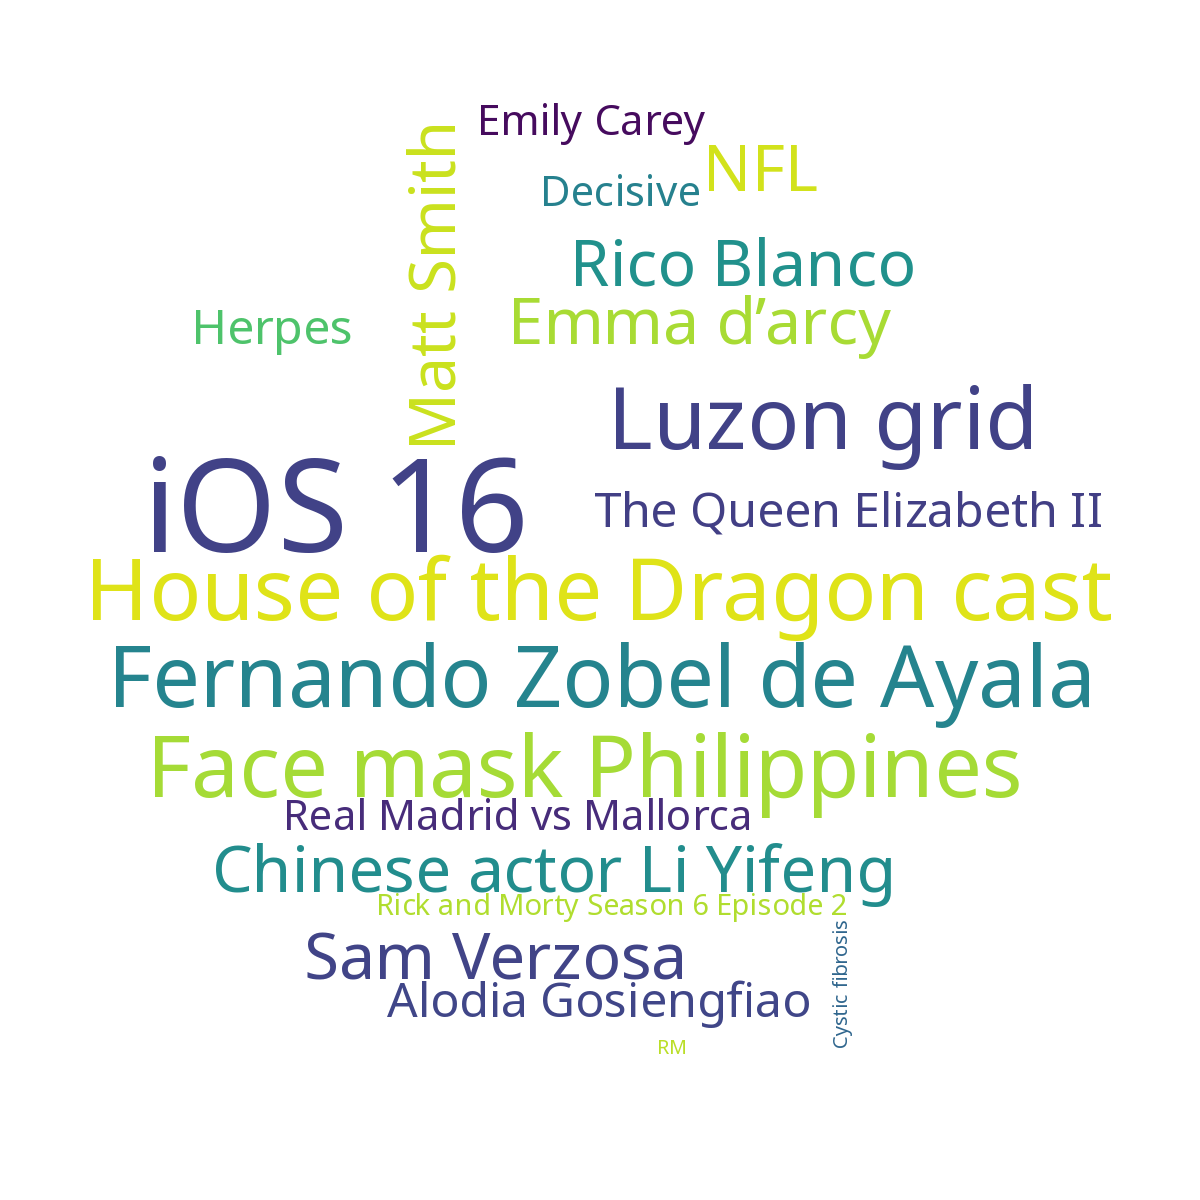 Emily Carey
NFL
Matt Smith
Decisive
Rico Blanco
Emma d’arcy
Herpes
Luzon grid
iOS 16
The Queen Elizabeth II
House of the Dragon cast
Fernando Zobel de Ayala
Face mask Philippines
Real Madrid vs Mallorca
Chinese actor Li Yifeng
Rick and Morty Season 6 Episode 2
Sam Verzosa
Cystic fibrosis
Alodia Gosiengfiao
RM